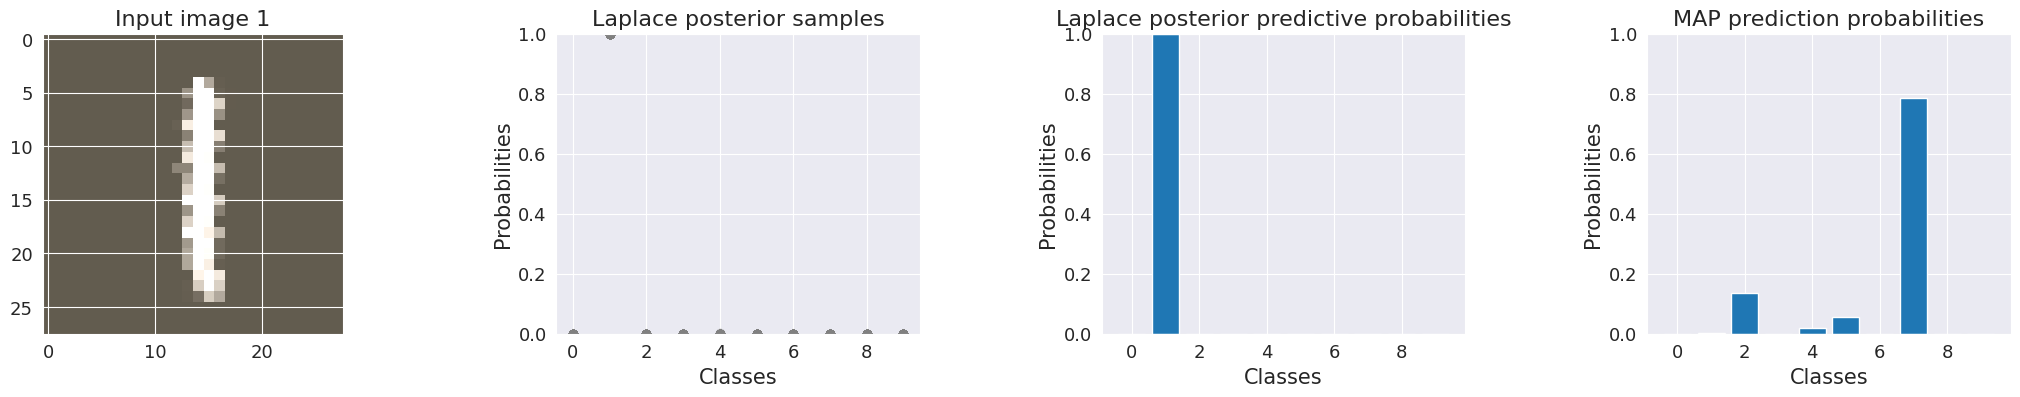 Input image 1
0
5
10
15
20
25
0 10 20
Laplace posterior samples
Probabilities
1.0
0.8
0.6
0.4
0.2
0.0
0 2 4 6 8
Classes
Laplace posterior predictive probabilities
Probabilities
1.0
0.8
0.6
0.4
0.2
0.0
0 2 4 6 8
Classes
MAP prediction probabilities
Probabilities
1.0
0.8
0.6
0.4
0.2
0.0
0 2 4 6 8
Classes